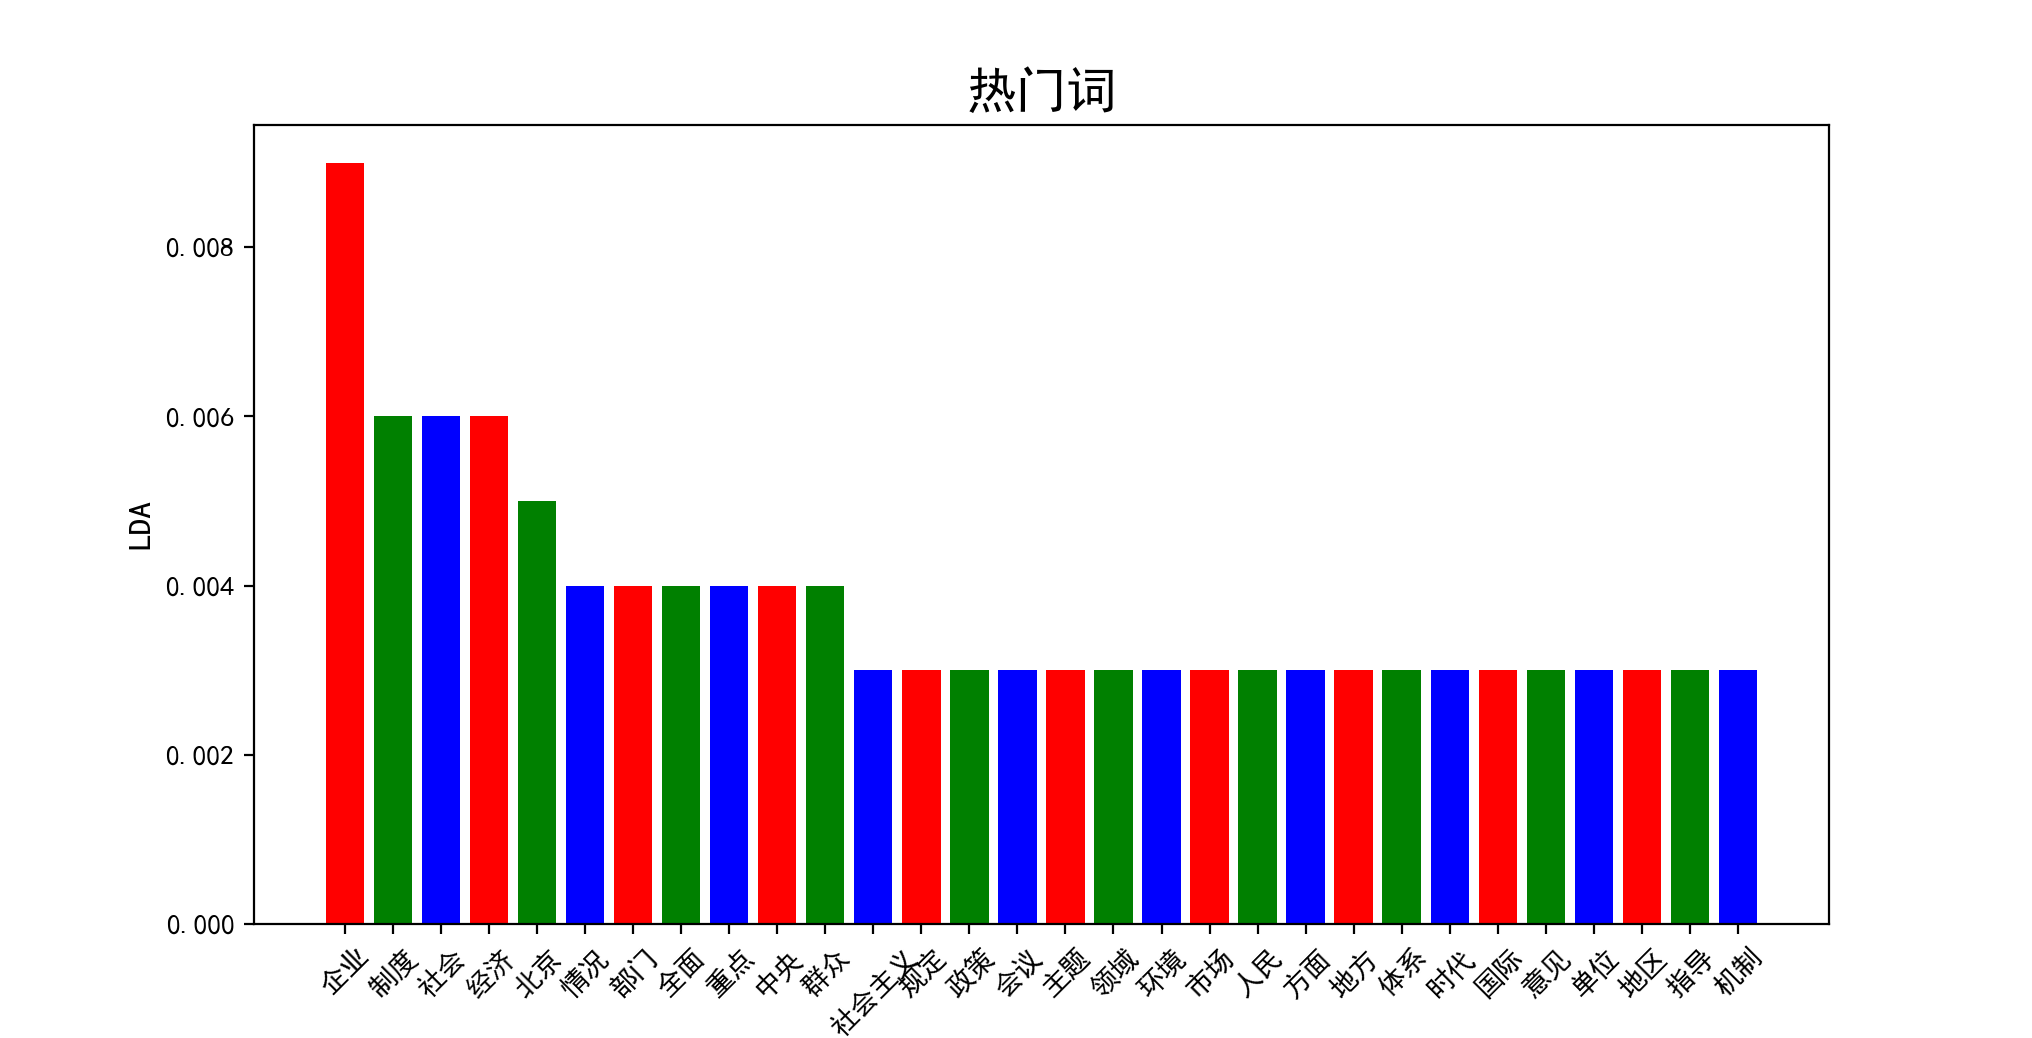 热门词
LDA
0.008
0.006
0.004
0.002
0.000
企业
制度
社会
经济
北京
情况
部门
全面
重点
中央
群众
社会主义
规定
政策
会议
主题
领域
环境
市场
人民
方面
地方
体系
时代
国际
意见
单位
地区
指导
机制